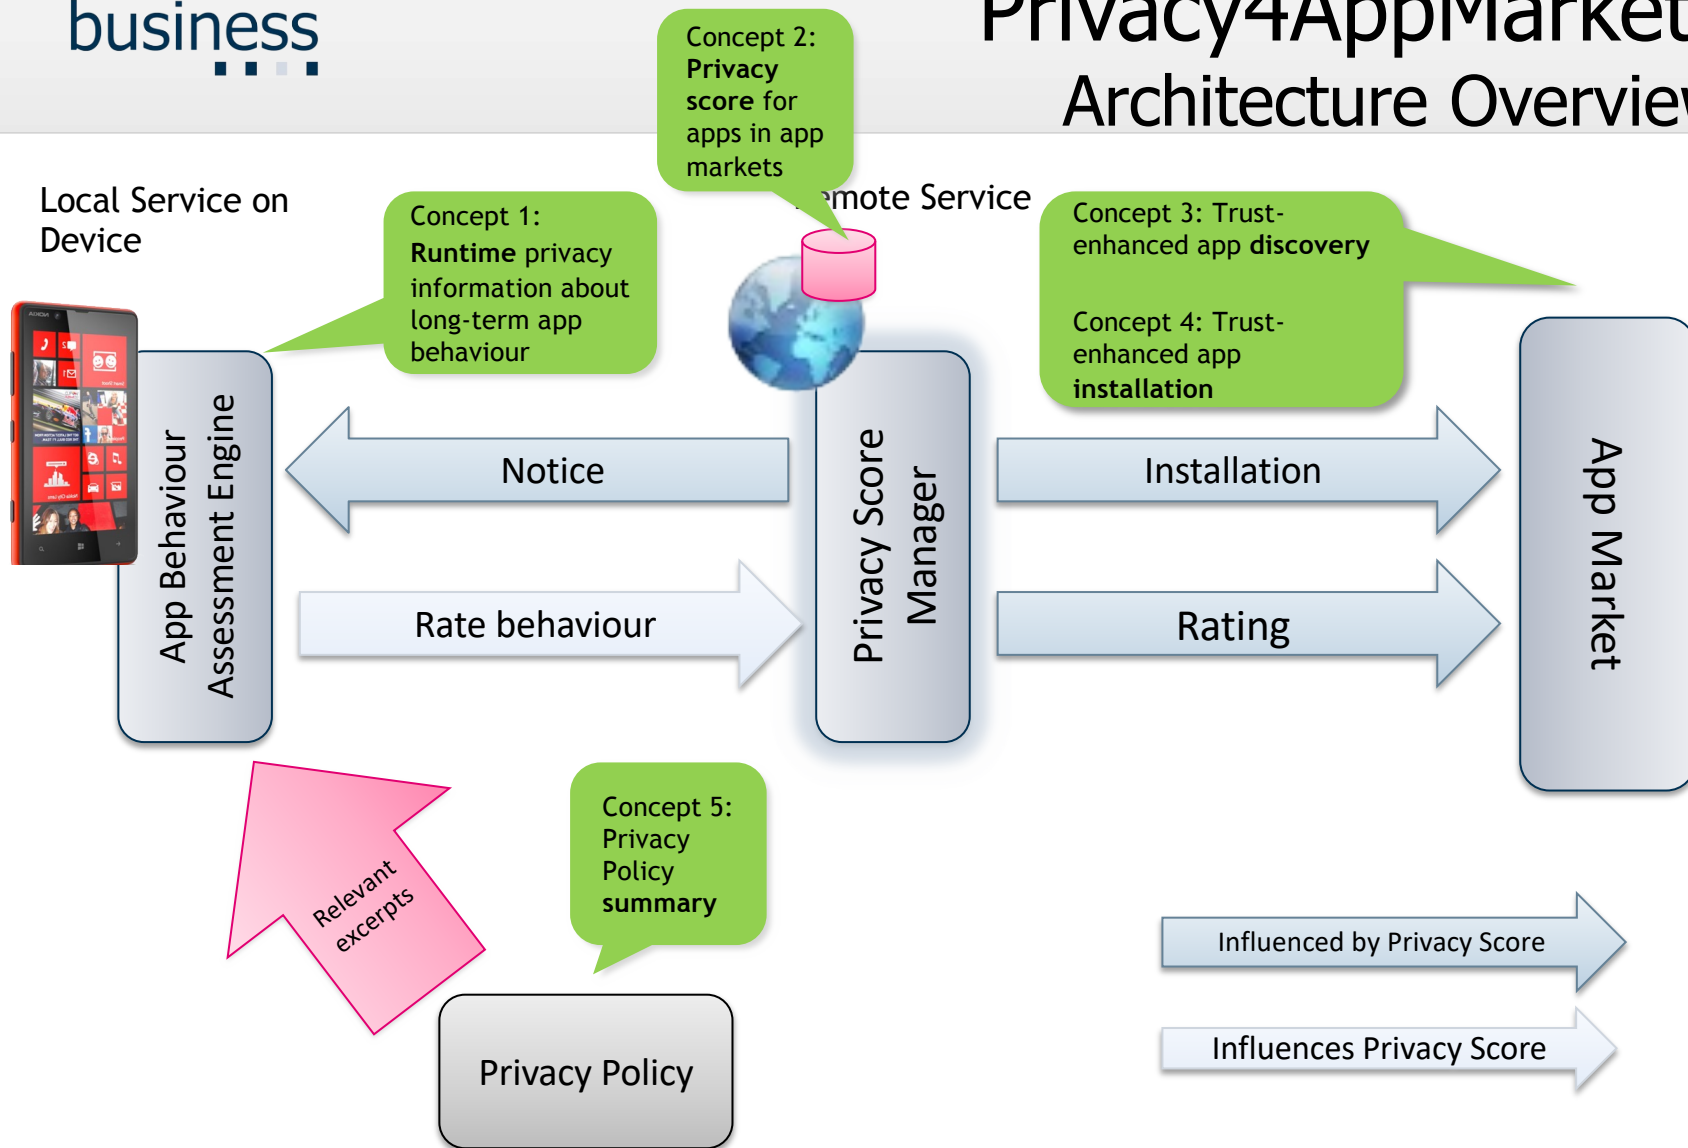 business
Privacy4AppMarket
Architecture Overview
Concept 2:
Privacy
score for
apps in app
markets
Local Service on
Device
Concept 1:
Runtime privacy
information about
long-term app
behaviour
Remote Service
Concept 3: Trust-
enhanced app discovery
Concept 4: Trust-
enhanced app
installation
NOKIA
App Behaviour
Assessment Engine
Notice
Rate behaviour
Privacy Score
Manager
Installation
Rating
App Market
Relevant
excerpts
Concept 5:
Privacy
Policy
summary
Privacy Policy
Influenced by Privacy Score
Influences Privacy Score